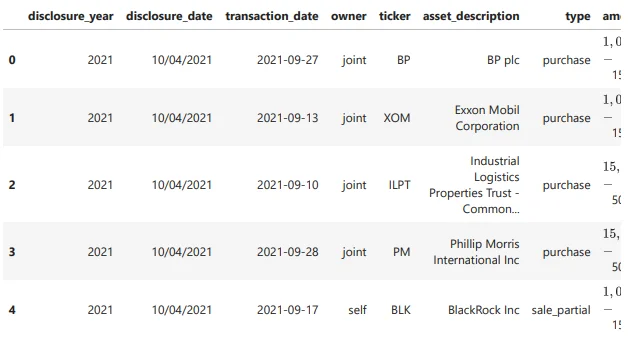 disclosure_year disclosure_date transaction_date owner ticker asset_description type am
0 2021 10/04/2021 2021-09-27 joint BP BP plc purchase 1, 0
−
15
1 2021 10/04/2021 2021-09-13 joint XOM Exxon Mobil
Corporation purchase 1, 0
−
15
2 2021 10/04/2021 2021-09-10 joint ILPT Industrial
Logistics
Properties Trust -
Common... purchase 15,
−
50
3 2021 10/04/2021 2021-09-28 joint PM Phillip Morris
International Inc purchase 15,
−
50
4 2021 10/04/2021 2021-09-17 self BLK BlackRock Inc sale_partial 1, 0
−
15